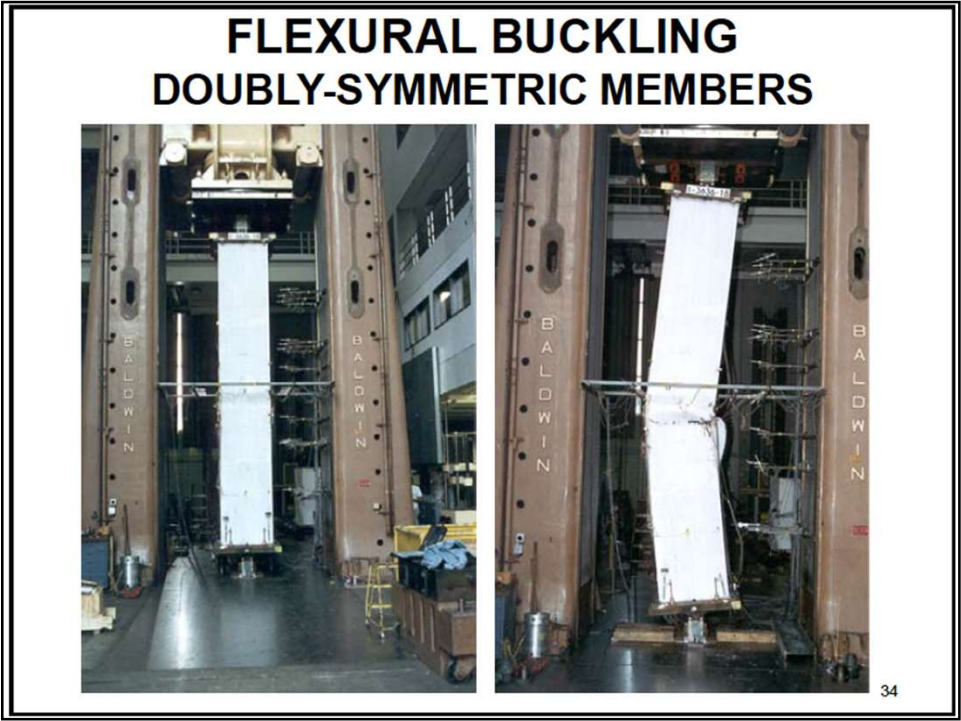 FLEXURAL BUCKLING
DOUBLY-SYMMETRIC MEMBERS
BALDWIN
BALDWIN
BALDWIN
BALDWIN
34